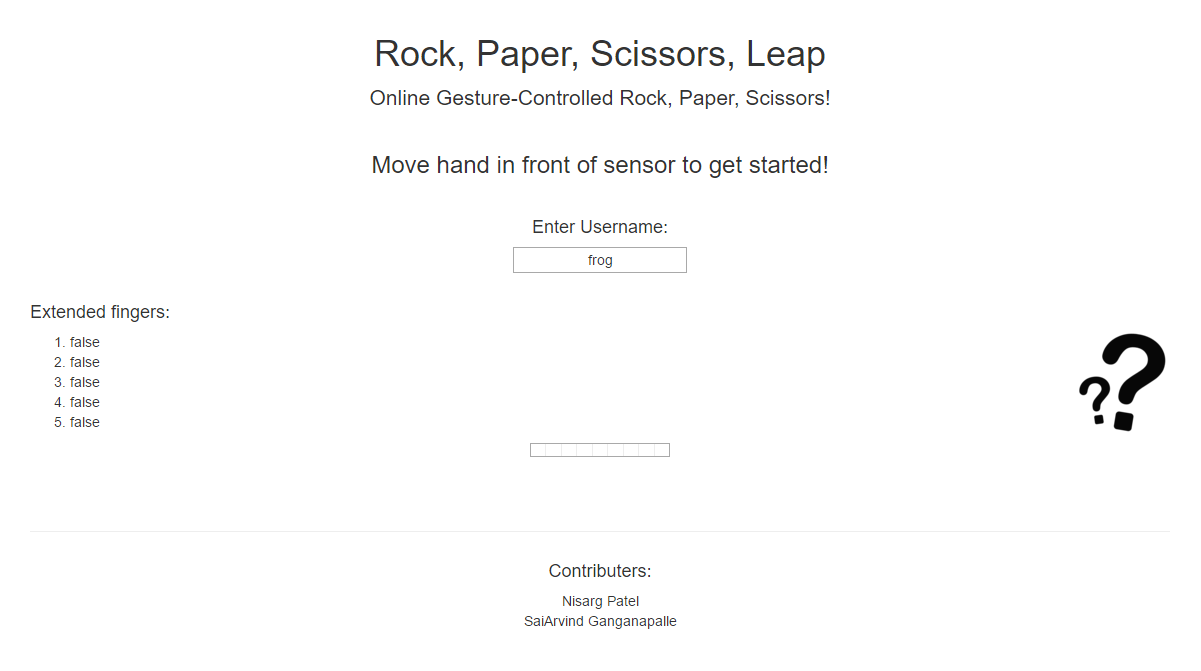 Rock, Paper, Scissors, Leap
Online Gesture-Controlled Rock, Paper, Scissors!
Move hand in front of sensor to get started!
Enter Username:
frog
Extended fingers:
1. false
2. false
3. false
4. false
5. false
??
Contributers:
Nisarg Patel
SaiArvind Ganganapalle